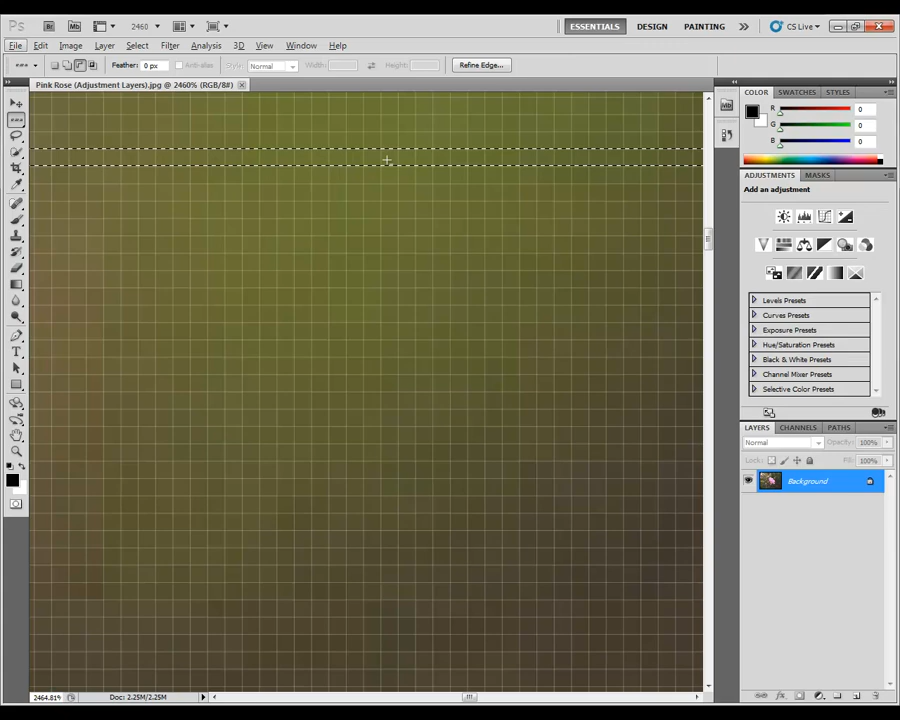 Ps Br Mb 2460 ESSENTIALS DESIGN PAINTING CS Live
File Edit Image Layer Select Filter Analysis 3D View Window Help
Feather: 0 px Anti-alias Style: Normal Width: Height: Refine Edge...
Pink Rose (Adjustment Layers).jpg @ 2460% (RGB/8#)
COLOR SWATCHES STYLES
R 0
G 0
B 0
ADJUSTMENTS MASKS
Add an adjustment
Levels Presets
Curves Presets
Exposure Presets
Hue/Saturation Presets
Black & White Presets
Channel Mixer Presets
Selective Color Presets
LAYERS CHANNELS PATHS
Normal Opacity: 100%
Lock: Fill: 100%
Background
2464.81% Doc: 2.25M/2.25M